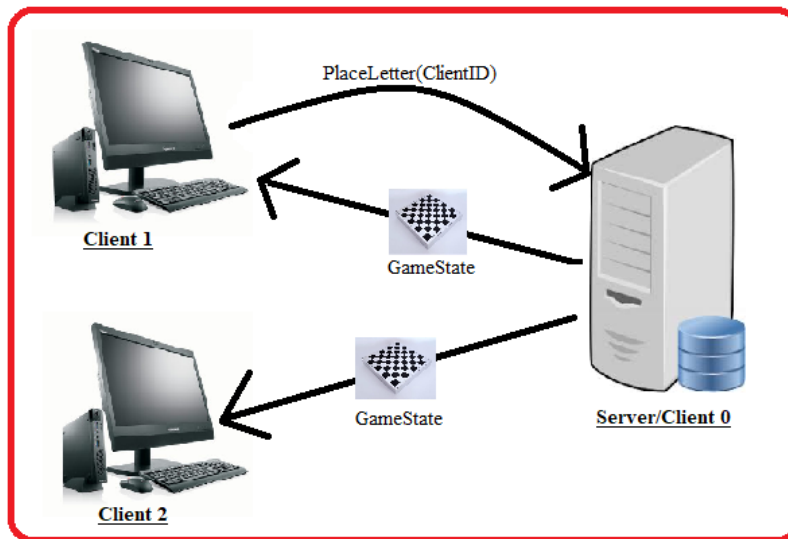 PlaceLetter(ClientID)
Client 1
GameState
GameState
Server/Client 0
Client 2